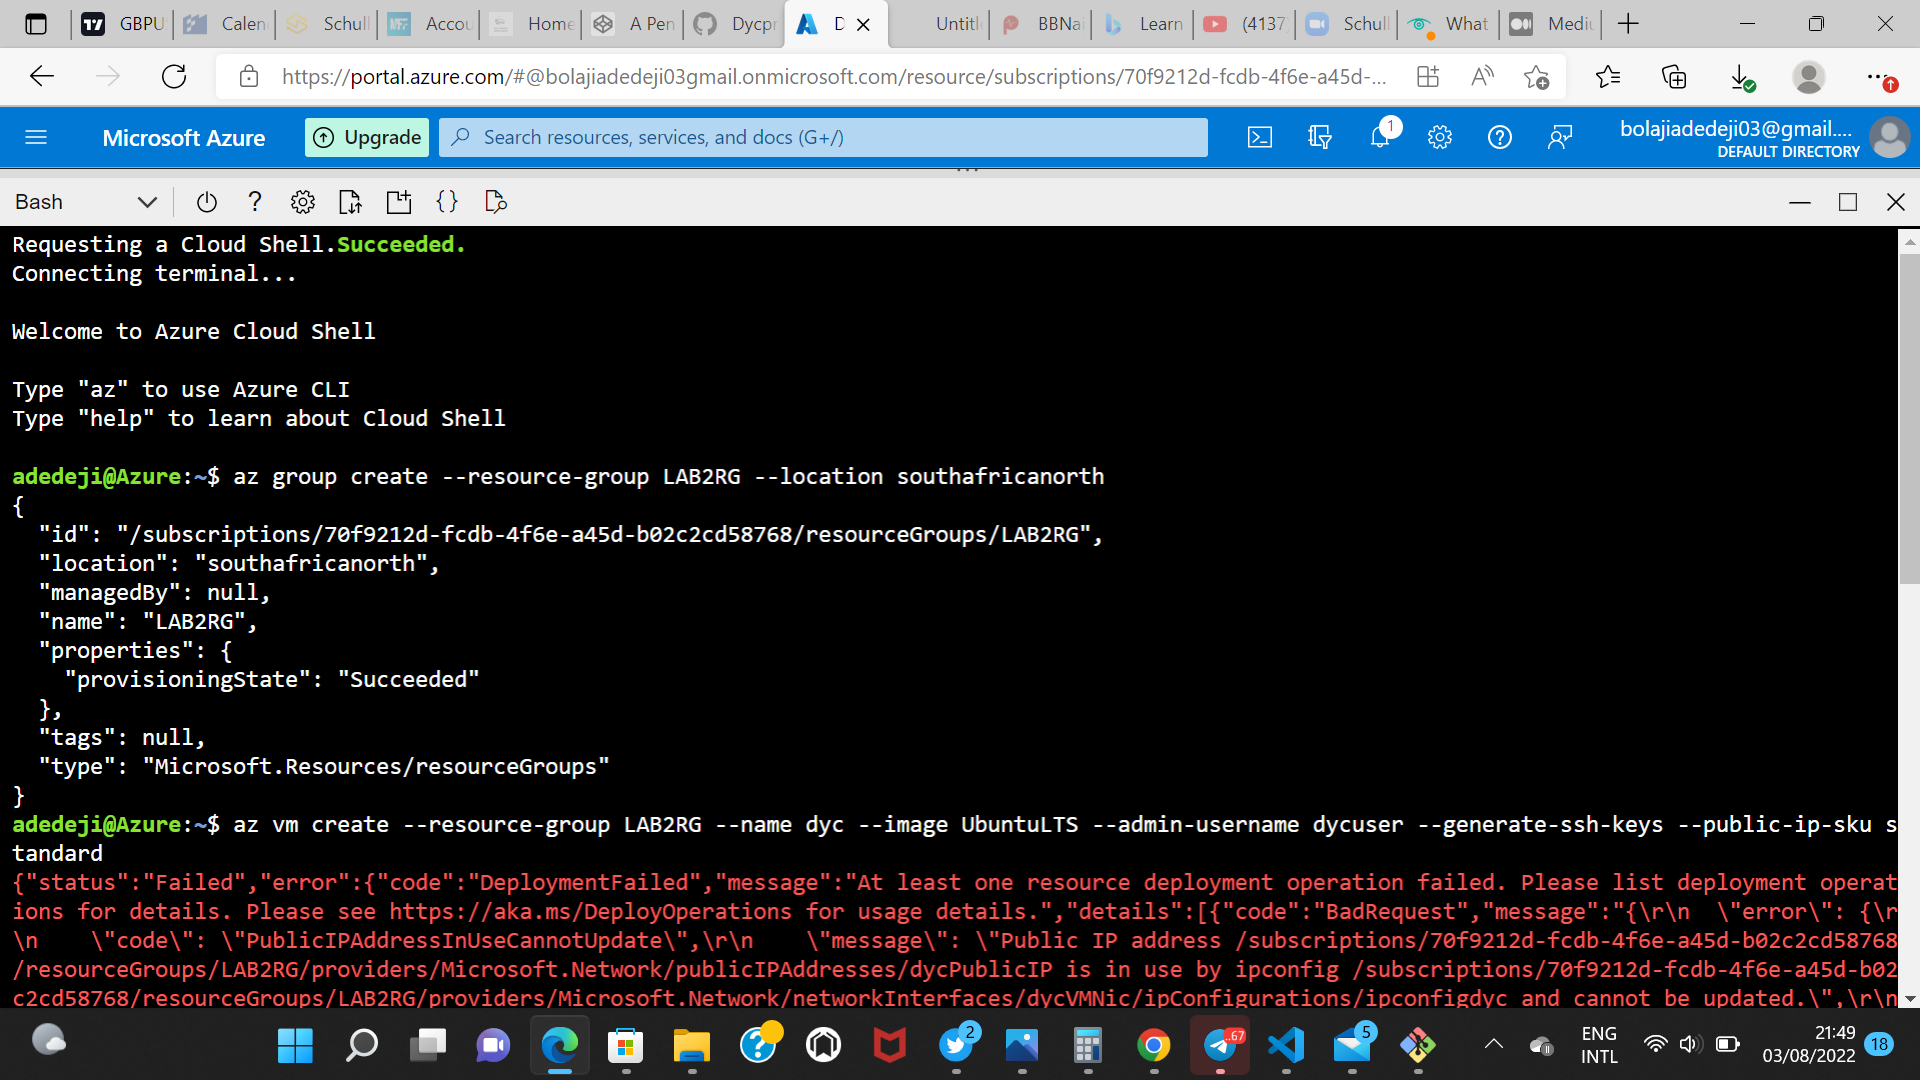 GBPU
Calen
Schull
Accou
Home
A Pen
Dycpr
D
Untitl
BBNai
Learn
(4137
Schull
What
Mediu
https://portal.azure.com/#@bolajiadedeji03gmail.onmicrosoft.com/resource/subscriptions/70f9212d-fcdb-4f6e-a45d-...
Microsoft Azure
Upgrade
Search resources, services, and docs (G+/)
1
bolajiadedeji03@gmail....
DEFAULT DIRECTORY
Bash
Requesting a Cloud Shell.Succeeded.
Connecting terminal...
Welcome to Azure Cloud Shell
Type "az" to use Azure CLI
Type "help" to learn about Cloud Shell
adedeji@Azure:~$ az group create --resource-group LAB2RG --location southafricanorth
{
  "id": "/subscriptions/70f9212d-fcdb-4f6e-a45d-b02c2cd58768/resourceGroups/LAB2RG",
  "location": "southafricanorth",
  "managedBy": null,
  "name": "LAB2RG",
  "properties": {
    "provisioningState": "Succeeded"
  },
  "tags": null,
  "type": "Microsoft.Resources/resourceGroups"
}
adedeji@Azure:~$ az vm create --resource-group LAB2RG --name dyc --image UbuntuLTS --admin-username dycuser --generate-ssh-keys --public-ip-sku s
tandard
{"status":"Failed","error":{"code":"DeploymentFailed","message":"At least one resource deployment operation failed. Please list deployment operat
ions for details. Please see https://aka.ms/DeployOperations for usage details.","details":[{"code":"BadRequest","message":"{\r\n  \"error\": {\r
\n    \"code\": \"PublicIPAddressInUseCannotUpdate\",\r\n    \"message\": \"Public IP address /subscriptions/70f9212d-fcdb-4f6e-a45d-b02c2cd58768
/resourceGroups/LAB2RG/providers/Microsoft.Network/publicIPAddresses/dycPublicIP is in use by ipconfig /subscriptions/70f9212d-fcdb-4f6e-a45d-b02
c2cd58768/resourceGroups/LAB2RG/providers/Microsoft.Network/networkInterfaces/dycVMNic/ipConfigurations/ipconfigdyc and cannot be updated.\",\r\n
2
..67
5
ENG
INTL
21:49
03/08/2022
18